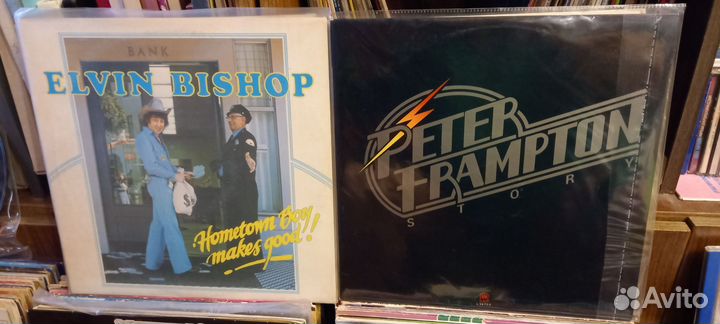 BANK
ELVIN BISHOP
Hometown Boy
makes good!!
PETER
FRAMPTON
STORY
Avito